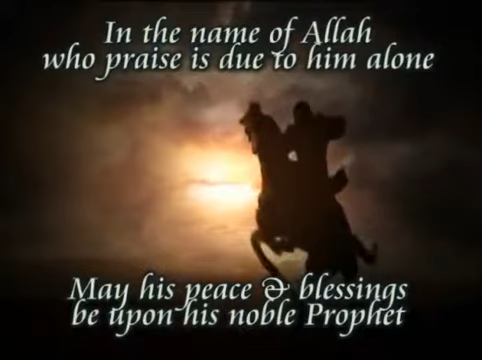 In the name of Allah
who praise is due to him alone
May his peace & blessings
be upon his noble Prophet